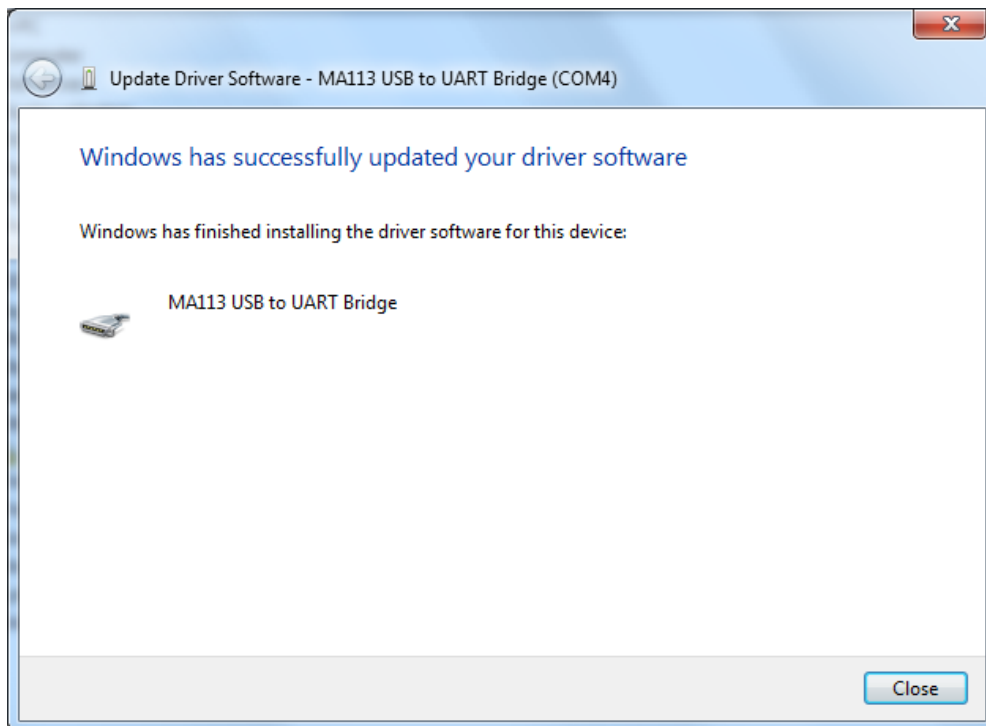 Update Driver Software - MA113 USB to UART Bridge (COM4)
Windows has successfully updated your driver software
Windows has finished installing the driver software for this device:
MA113 USB to UART Bridge
Close